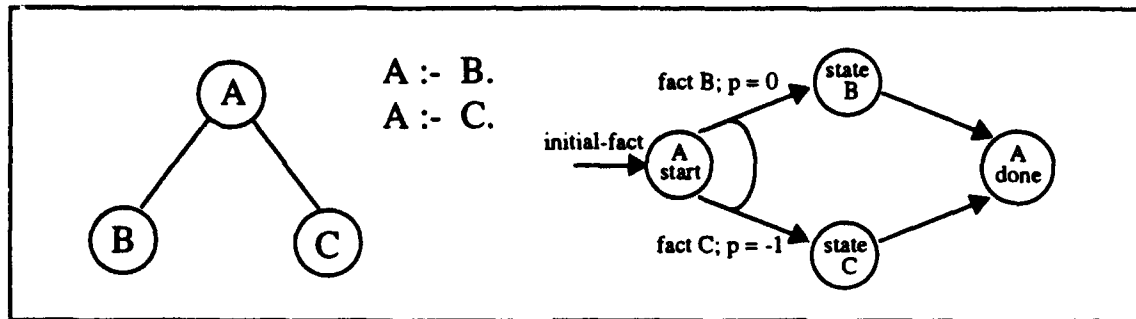 A
B
C
A :- B.
A :- C.
initial-fact
A
start
fact B; p = 0
fact C; p = -1
state
B
state
C
A
done